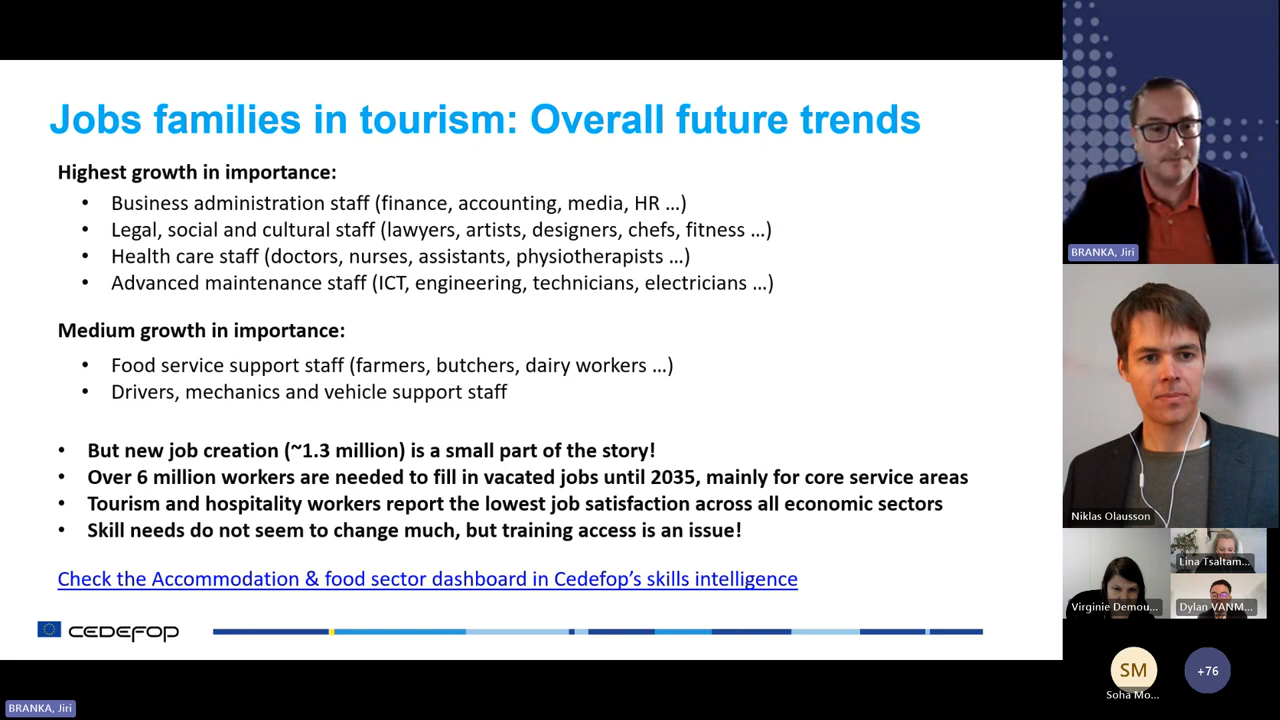 Jobs families in tourism: Overall future trends
Highest growth in importance:
• Business administration staff (finance, accounting, media, HR …)
• Legal, social and cultural staff (lawyers, artists, designers, chefs, fitness …)
• Health care staff (doctors, nurses, assistants, physiotherapists …)
• Advanced maintenance staff (ICT, engineering, technicians, electricians …)
Medium growth in importance:
• Food service support staff (farmers, butchers, dairy workers …)
• Drivers, mechanics and vehicle support staff
• But new job creation (~1.3 million) is a small part of the story!
• Over 6 million workers are needed to fill in vacated jobs until 2035, mainly for core service areas
• Tourism and hospitality workers report the lowest job satisfaction across all economic sectors
• Skill needs do not seem to change much, but training access is an issue!
Check the Accommodation & food sector dashboard in Cedefop’s skills intelligence
CEDEFOP
BRANKA, Jiri
BRANKA, Jiri
Niklas Olausson
Lina Tsaltam...
Virginie Demou...
Dylan VANM...
SM
Soha Mo...
+76